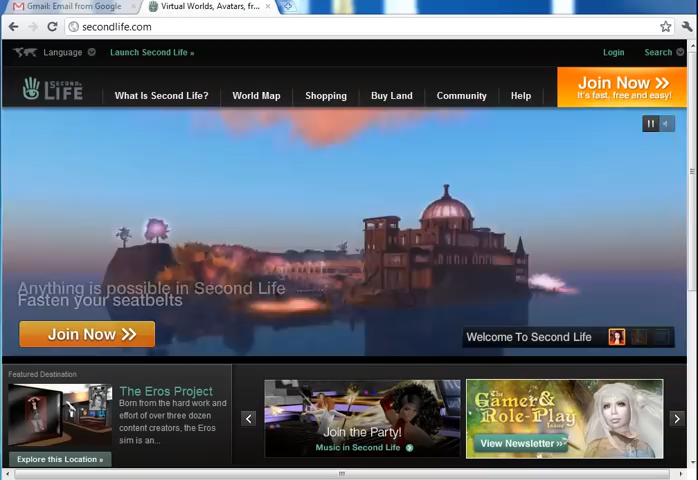 Gmail: Email from Google
Virtual Worlds, Avatars, fr...
secondlife.com
Language
Launch Second Life »
Login
Search
SECOND LIFE
What Is Second Life?
World Map
Shopping
Buy Land
Community
Help
Join Now
It's fast, free and easy!
Anything is possible in Second Life
Fasten your seatbelts
Join Now
Welcome To Second Life
Featured Destination
The Eros Project
Born from the hard work and
effort of over three dozen
content creators, the Eros
sim is an...
Explore this Location »
Join the Party!
Music in Second Life
The
Gamer &
Role-Play
Issue
View Newsletter »